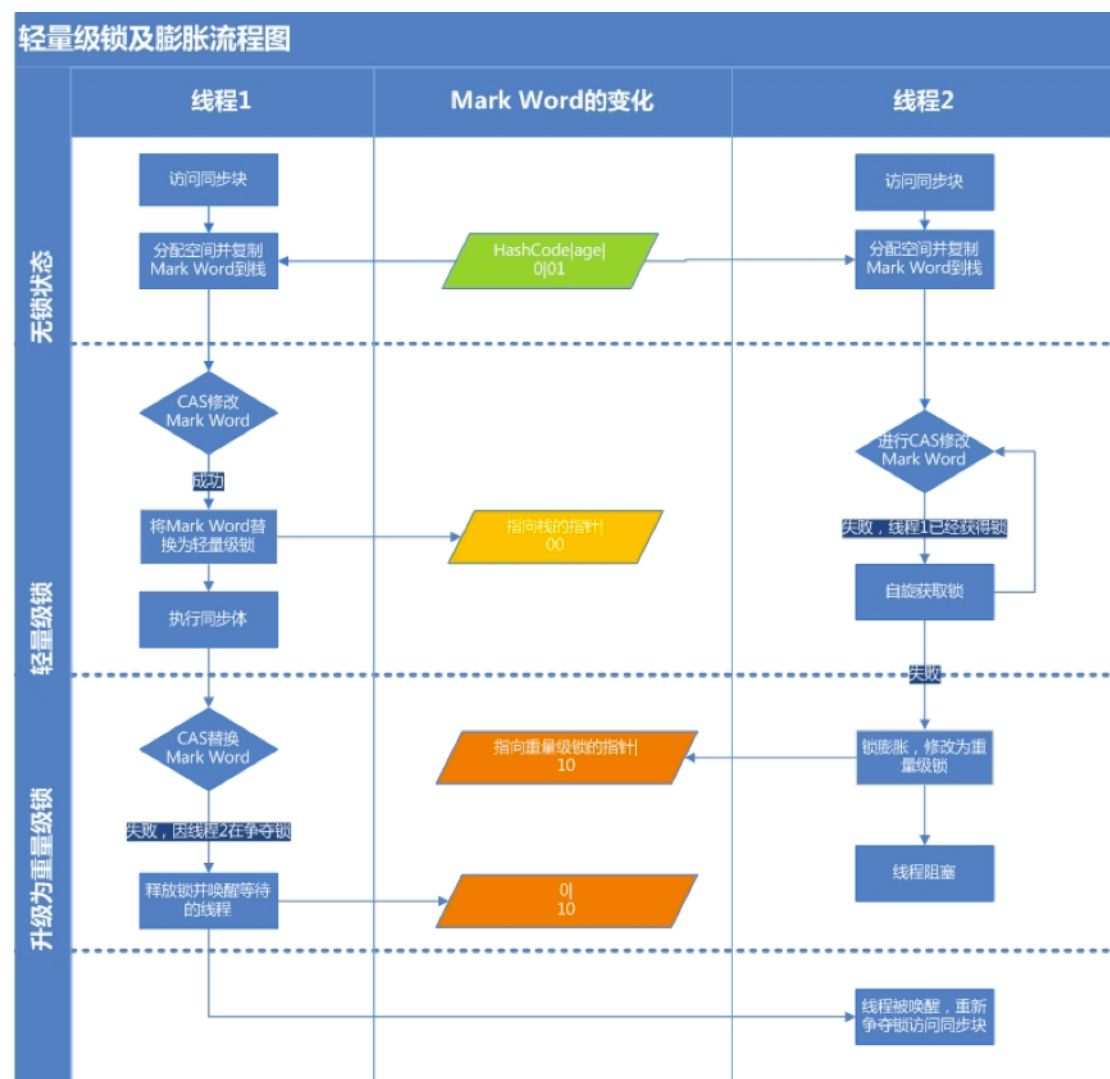 轻量级锁及膨胀流程图
线程1
Mark Word的变化
线程2
无锁状态
访问同步块
访问同步块
分配空间并复制
Mark Word到栈
HashCode|age|
0|01
分配空间并复制
Mark Word到栈
轻量级锁
CAS修改
Mark Word
进行CAS修改
Mark Word
成功
将Mark Word替
换为轻量级锁
指向栈的指针|
00
失败，线程1已经获得锁
自旋获取锁
执行同步体
失败
升级为重量级锁
CAS替换
Mark Word
指向重量级锁的指针|
10
锁膨胀，修改为重
量级锁
失败，因线程2在争夺锁
释放锁并唤醒等待
的线程
0|
10
线程阻塞
线程被唤醒，重新
争夺锁访问同步块